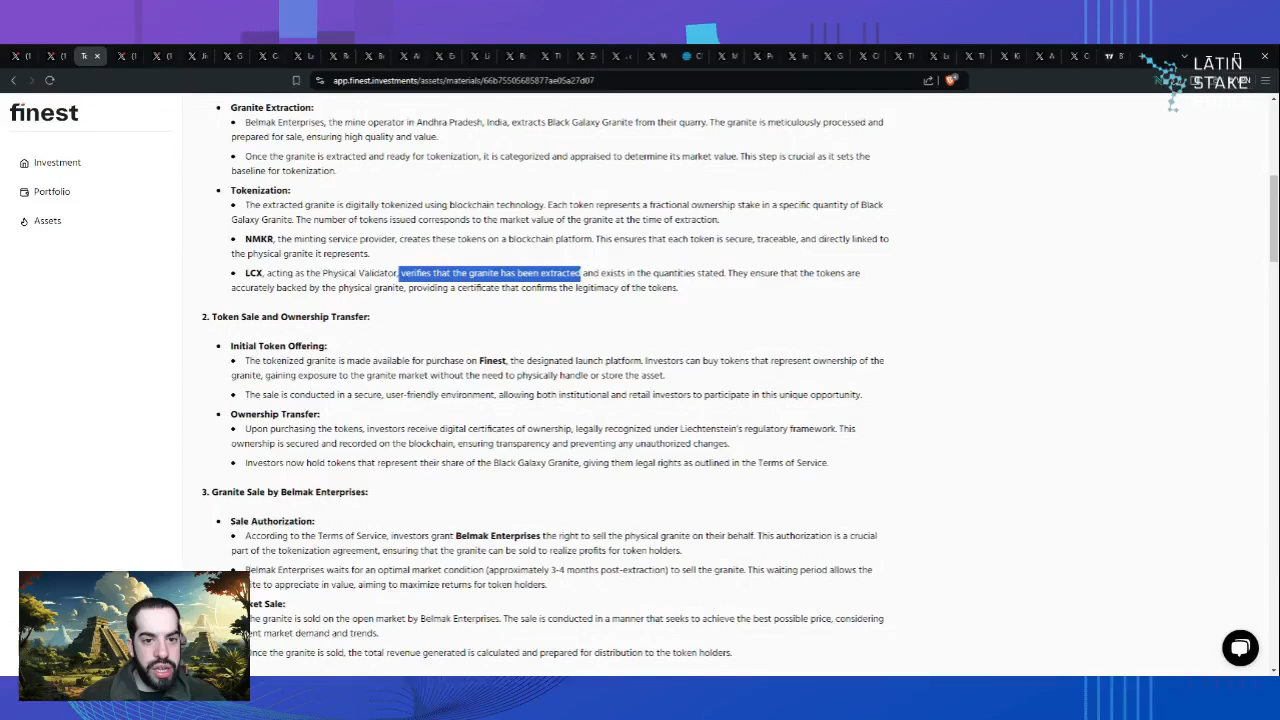 LATIN
STAKE
app.finest.investments/assets/materials/66b75505685877ae05a27d07
finest
Investment
Portfolio
Assets
Granite Extraction:
Belmak Enterprises, the mine operator in Andhra Pradesh, India, extracts Black Galaxy Granite from their quarry. The granite is meticulously processed and
prepared for sale, ensuring high quality and value.
Once the granite is extracted and ready for tokenization, it is categorized and appraised to determine its market value. This step is crucial as it sets the
baseline for tokenization.
Tokenization:
The extracted granite is digitally tokenized using blockchain technology. Each token represents a fractional ownership stake in a specific quantity of Black
Galaxy Granite. The number of tokens issued corresponds to the market value of the granite at the time of extraction.
NMKR, the minting service provider, creates these tokens on a blockchain platform. This ensures that each token is secure, traceable, and directly linked to
the physical granite it represents.
LCX, acting as the Physical Validator, verifies that the granite has been extracted and exists in the quantities stated. They ensure that the tokens are
accurately backed by the physical granite, providing a certificate that confirms the legitimacy of the tokens.
2. Token Sale and Ownership Transfer:
Initial Token Offering:
The tokenized granite is made available for purchase on Finest, the designated launch platform. Investors can buy tokens that represent ownership of the
granite, gaining exposure to the granite market without the need to physically handle or store the asset.
The sale is conducted in a secure, user-friendly environment, allowing both institutional and retail investors to participate in this unique opportunity.
Ownership Transfer:
Upon purchasing the tokens, investors receive digital certificates of ownership, legally recognized under Liechtenstein's regulatory framework. This
ownership is secured and recorded on the blockchain, ensuring transparency and preventing any unauthorized changes.
Investors now hold tokens that represent their share of the Black Galaxy Granite, giving them legal rights as outlined in the Terms of Service.
3. Granite Sale by Belmak Enterprises:
Sale Authorization:
According to the Terms of Service, investors grant Belmak Enterprises the right to sell the physical granite on their behalf. This authorization is a crucial
part of the tokenization agreement, ensuring that the granite can be sold to realize profits for token holders.
Belmak Enterprises waits for an optimal market condition (approximately 3-4 months post-extraction) to sell the granite. This waiting period allows the
to appreciate in value, aiming to maximize returns for token holders.
Sale:
granite is sold on the open market by Belmak Enterprises. The sale is conducted in a manner that seeks to achieve the best possible price, considering
market demand and trends.
the granite is sold, the total revenue generated is calculated and prepared for distribution to the token holders.